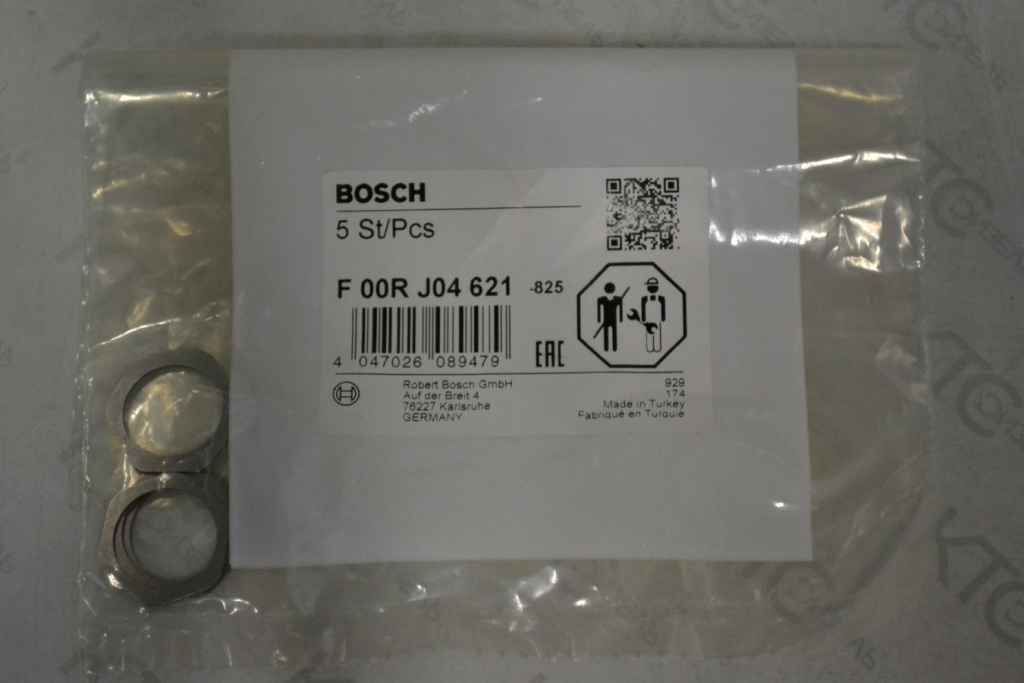 BOSCH
5 St/Pcs
F 00R J04 621 -825
4 047026 089479
EAC
Robert Bosch GmbH
Auf der Breit 4
76227 Karlsruhe
GERMANY
929
174
Made in Turkey
Fabriqué en Turquie